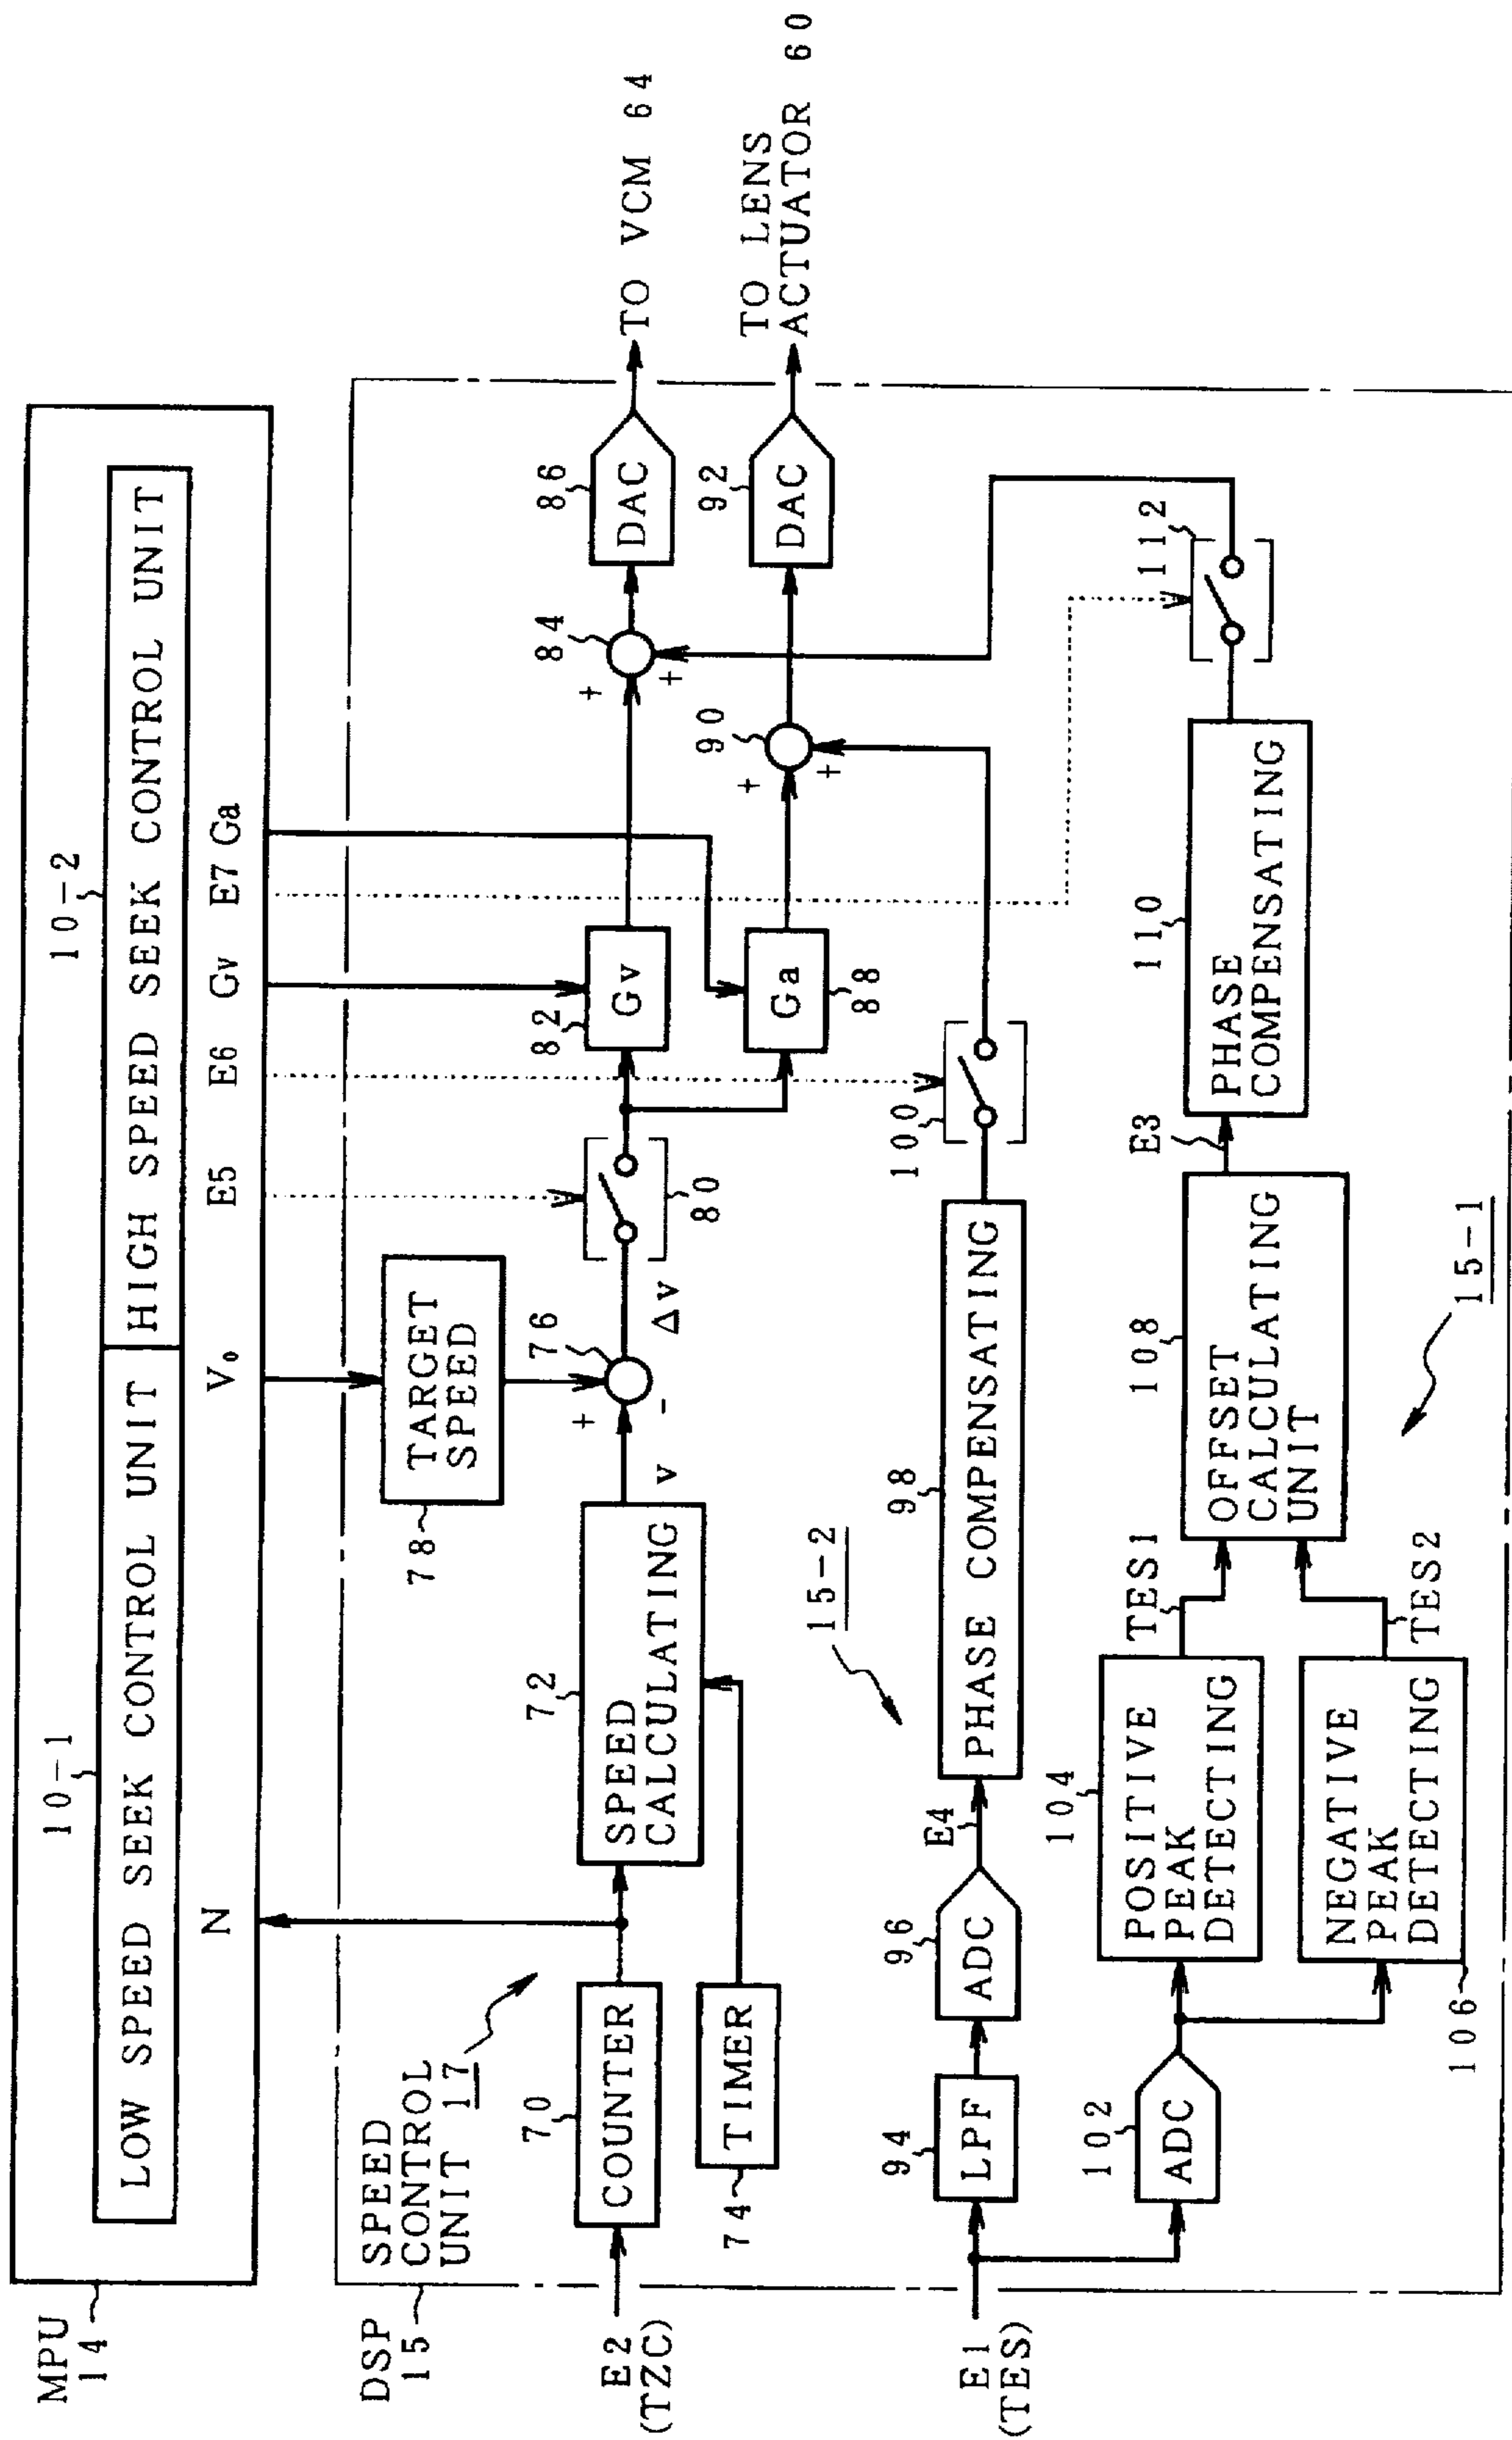 MPU
14
10-1
10-2
LOW SPEED SEEK CONTROL UNIT
HIGH SPEED SEEK CONTROL UNIT
N
V₀
E5
E6
Gv
E7
Ga
DSP
15
SPEED
CONTROL
UNIT 17
78
TARGET
SPEED
E2
(TZC)
70
COUNTER
74
TIMER
72
SPEED
CALCULATING
v
+
-
76
Δv
80
82
Gv
Ga
88
+
+
84
86
DAC
TO VCM 64
+
+
90
92
DAC
TO LENS
ACTUATOR 60
E1
(TES)
94
LPF
96
ADC
E4
15-2
98
PHASE COMPENSATING
100
102
ADC
104
POSITIVE
PEAK
DETECTING
106
NEGATIVE
PEAK
DETECTING
TES1
TES2
108
OFFSET
CALCULATING
UNIT
15-1
E3
110
PHASE
COMPENSATING
112